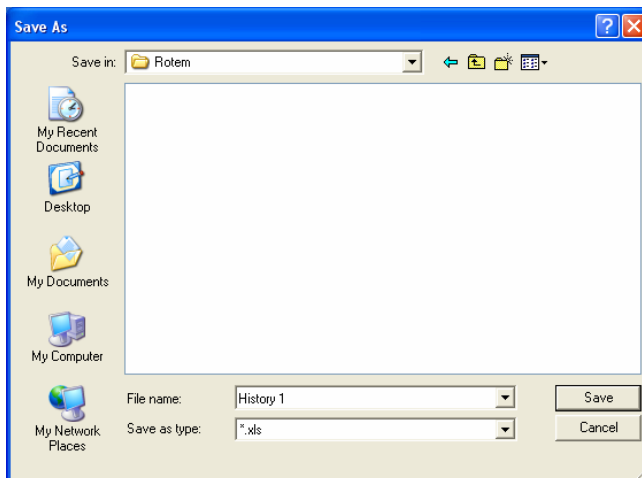 Save As
Save in: Rotem
My Recent
Documents
Desktop
My Documents
My Computer
My Network
Places
File name: History 1 Save
Save as type: *.xls Cancel